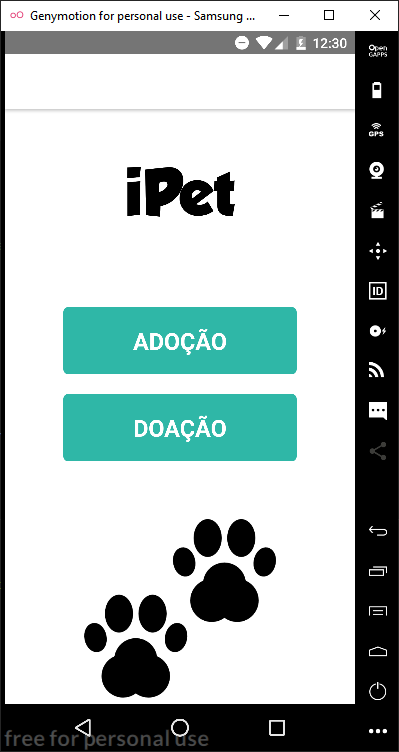 Genymotion for personal use - Samsung ...
12:30
Open
GAPPS
GPS
ID
iPet
ADOÇÃO
DOAÇÃO
free for personal use